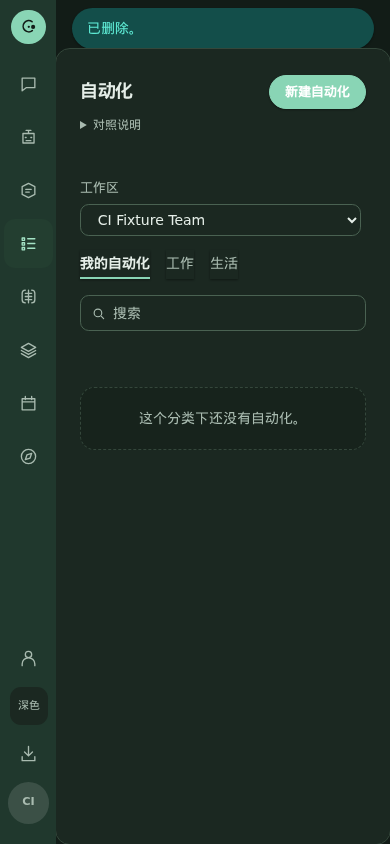 已删除。
自动化
新建自动化
对照说明
工作区
CI Fixture Team
我的自动化
工作
生活
搜索
这个分类下还没有自动化。
深色
CI